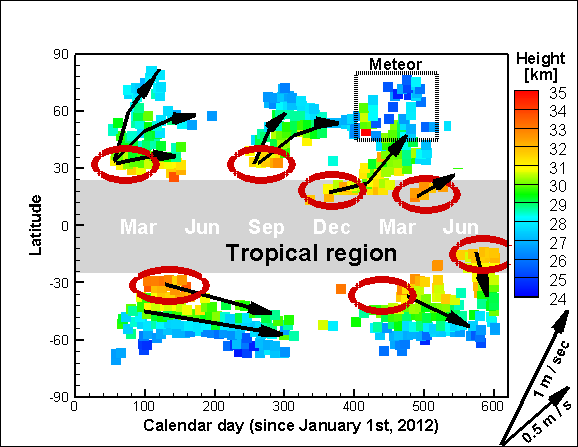 Meteor
Height
[km]
90
60
30
0
-30
-60
-90
Latitude
35
34
33
32
31
30
29
28
27
26
25
24
Mar Jun Sep Dec Mar Jun
Tropical region
0 100 200 300 400 500 600
Calendar day (since January 1st, 2012)
1 m / sec
0.5 m / s